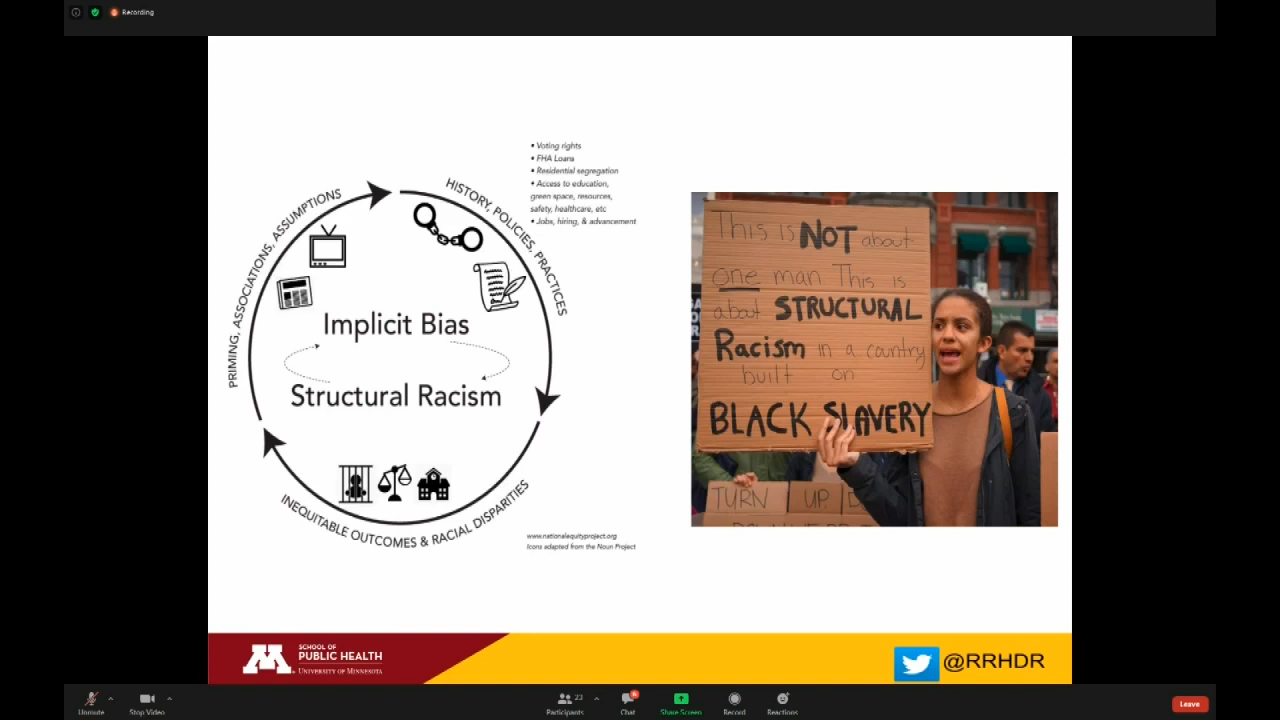 Recording
• Voting rights
• FHA Loans
• Residential segregation
• Access to education,
green space, resources,
safety, healthcare, etc
• Jobs, hiring, & advancement
PRIMING, ASSOCIATIONS, ASSUMPTIONS
HISTORY, POLICIES, PRACTICES
Implicit Bias
Structural Racism
INEQUITABLE OUTCOMES & RACIAL DISPARITIES
www.nationalequityproject.org
Icons adapted from the Noun Project
This is NOT about
one man This is
about STRUCTURAL
Racism in a country
built on
BLACK SLAVERY
TURN UP
M
SCHOOL OF
PUBLIC HEALTH
UNIVERSITY OF MINNESOTA
@RRHDR
Unmute
Stop Video
Participants
Chat
Share Screen
Record
Reactions
Leave